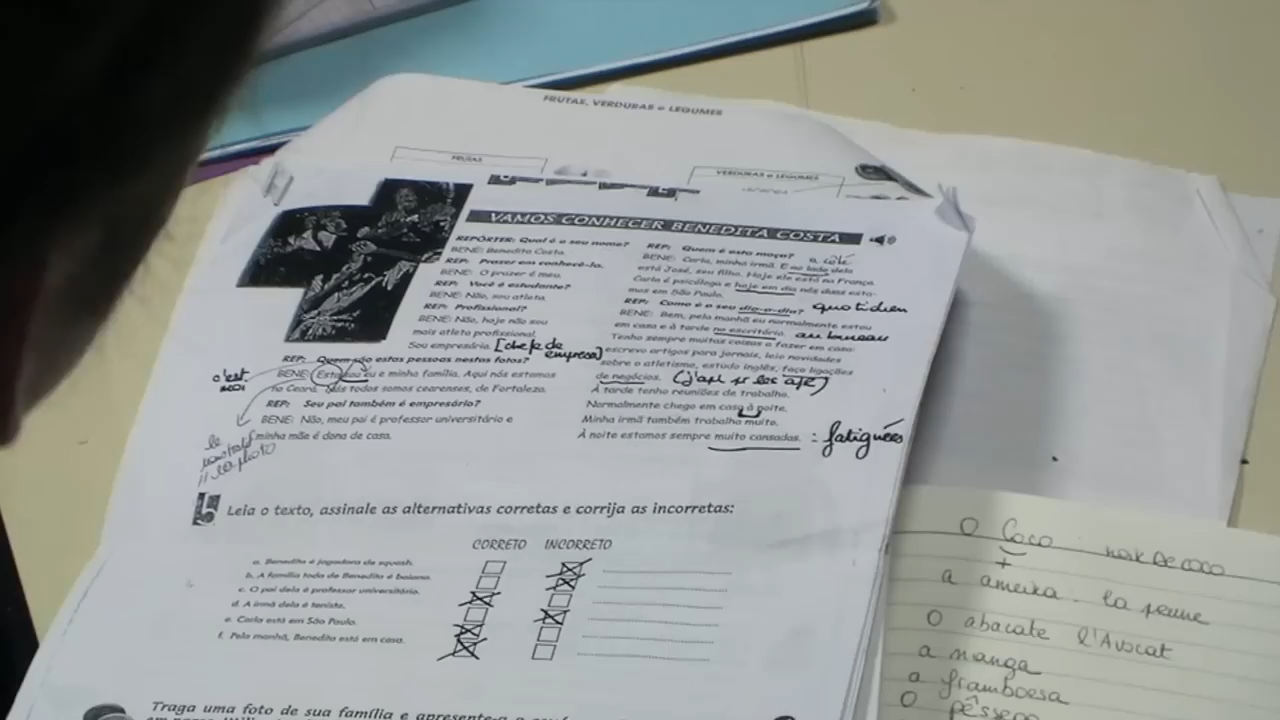 FRUTAS, VERDURAS e LEGUMES
FRUTAS
VERDURAS e LEGUMES
VAMOS CONHECER BENEDITA COSTA
REPÓRTER: Qual é o seu nome?
BENE: Benedita Costa.
REP: Prazer em conhecê-la.
BENE: O prazer é meu.
REP: Você é estudante?
BENE: Não, sou atleta.
REP: Profissional?
BENE: Não, hoje não sou
mais atleta profissional.
Sou empresária. [chefe de
empresa]
REP: Quem são estas pessoas nestas fotos?
c'est
moi
BENE: Esta sou eu e minha família. Aqui nós estamos
no Ceará. Nós todos somos cearenses, de Fortaleza.
REP: Seu pai também é empresário?
BENE: Não, meu pai é professor universitário e
minha mãe é dona de casa.
REP: Quem é esta moça?
BENE: Carla, minha irmã. E ao lado dela
está José, seu filho. Hoje ele está na França.
Carla é psicóloga e hoje em dia nós duas esta-
mos em São Paulo.
REP: Como é o seu dia-a-dia? quotidien
BENE: Bem, pela manhã eu normalmente estou
em casa e à tarde no escritório. au bureau
Tenho sempre muitas coisas a fazer em casa:
escrevo artigos para jornais, leio novidades
sobre o atletismo, estudo inglês, faço ligações
de negócios.
À tarde tenho reuniões de trabalho.
Normalmente chego em casa à noite.
Minha irmã também trabalha muito.
À noite estamos sempre muito cansadas. : fatiguées
b Leia o texto, assinale as alternativas corretas e corrija as incorretas:
CORRETO INCORRETO
a. Benedita é jogadora de squash.
b. A família toda de Benedita é baiana.
c. O pai dela é professor universitário.
d. A irmã dela é tenista.
e. Carla está em São Paulo.
f. Pela manhã, Benedita está em casa.
Traga uma foto de sua família e apresente-a
O Coco noix de coco
a ameixa la prune
O abacate l'Avocat
a manga
a framboesa
O pêssego